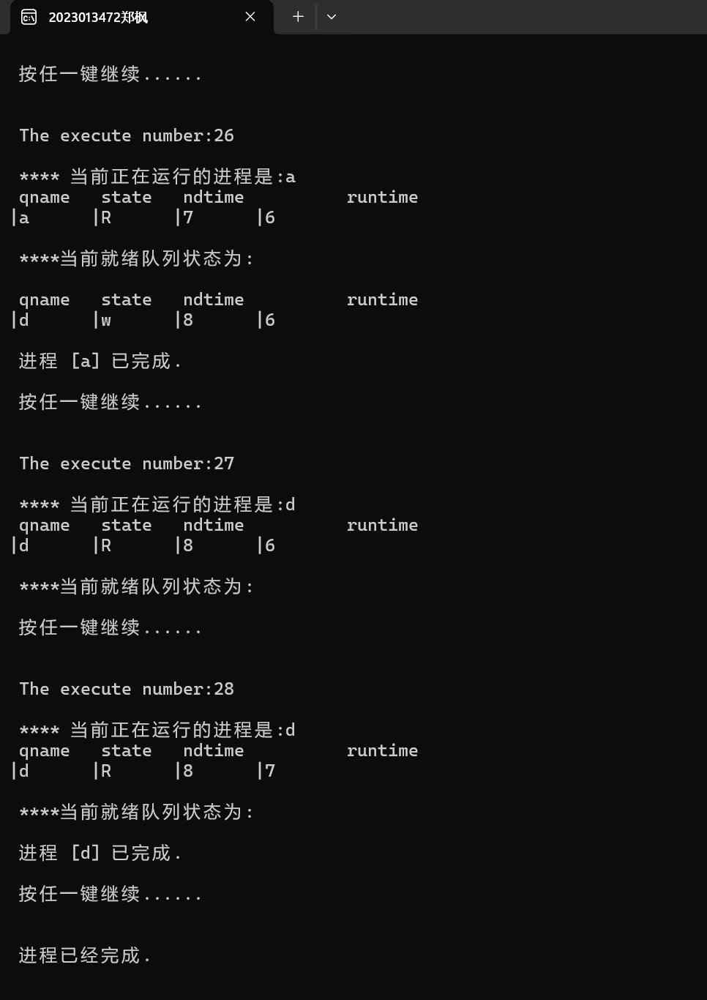 2023013472郑枫
按任一键继续......
The execute number:26
**** 当前正在运行的进程是:a
qname state ndtime runtime
|a |R |7 |6
****当前就绪队列状态为:
qname state ndtime runtime
|d |w |8 |6
进程 [a] 已完成.
按任一键继续......
The execute number:27
**** 当前正在运行的进程是:d
qname state ndtime runtime
|d |R |8 |6
****当前就绪队列状态为:
按任一键继续......
The execute number:28
**** 当前正在运行的进程是:d
qname state ndtime runtime
|d |R |8 |7
****当前就绪队列状态为:
进程 [d] 已完成.
按任一键继续......
进程已经完成.